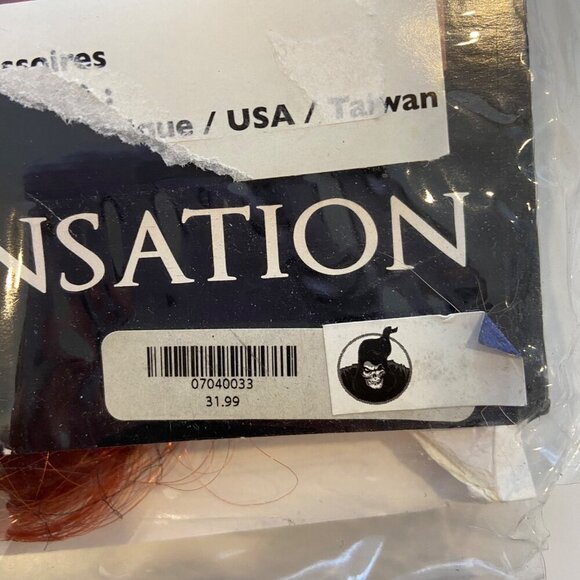 ssoires
ique / USA / Taiwan
NSATION
07040033
31.99